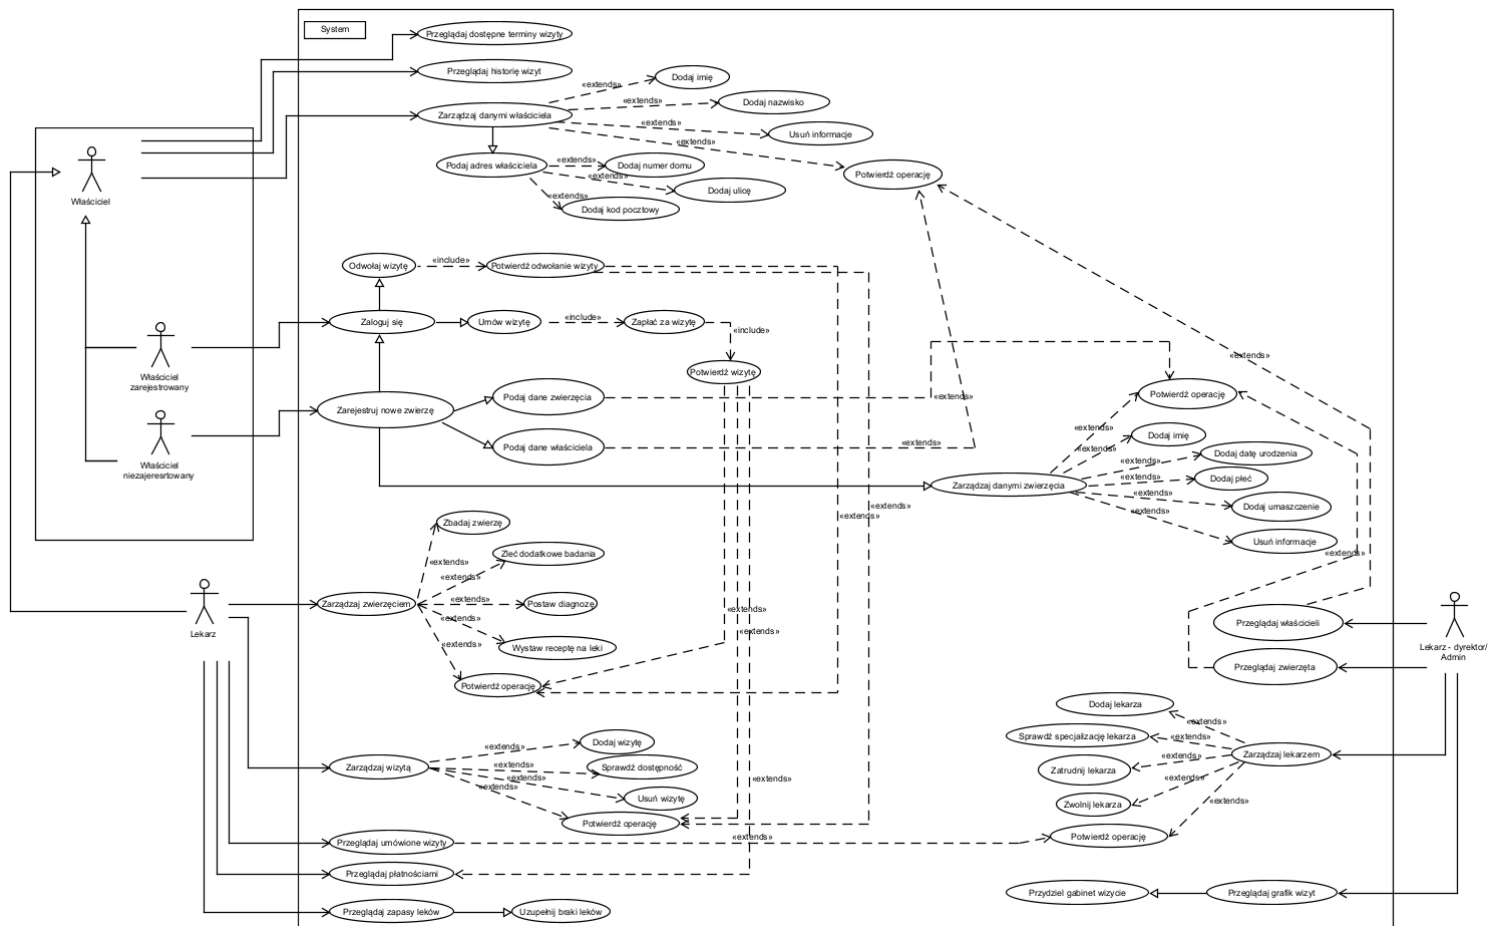 System
Przeglądaj dostępne terminy wizyty
Przeglądaj historię wizyt
Zarządzaj danymi właściciela
«extends»
Dodaj imię
«extends»
Dodaj nazwisko
«extends»
Usuń informacje
«extends»
Potwierdź operację
Podaj adres właściciela
«extends»
Dodaj numer domu
«extends»
Dodaj ulicę
«extends»
Dodaj kod pocztowy
Właściciel
Odwołaj wizytę
«include»
Potwierdź odwołanie wizyty
Zaloguj się
Umów wizytę
«include»
Zapłać za wizytę
«include»
Potwierdź wizytę
Właściciel
zarejestrowany
Zarejestruj nowe zwierzę
Podaj dane zwierzęcia
«extends»
Podaj dane właściciela
«extends»
«extends»
Właściciel
niezajeresrtowany
Potwierdź operację
«extends»
Dodaj imię
«extends»
Dodaj datę urodzenia
«extends»
Dodaj płeć
«extends»
Zarządzaj danymi zwierzęcia
Dodaj umaszczenie
«extends»
Usuń informacje
«extends»
«extends»
«extends»
«extends»
Zbadaj zwierzę
«extends»
Zleć dodatkowe badania
«extends»
Zarządzaj zwierzęciem
«extends»
Postaw diagnozę
«extends»
Wystaw receptę na leki
«extends»
Potwierdź operację
«extends»
«extends»
Lekarz
Przeglądaj właścicieli
Przeglądaj zwierzęta
Lekarz - dyrektor/
Admin
Dodaj lekarza
«extends»
Sprawdź specjalizację lekarza
«extends»
Zarządzaj lekarzem
Zatrudnij lekarza
«extends»
Zwolnij lekarza
«extends»
«extends»
Potwierdź operację
Zarządzaj wizytą
«extends»
Dodaj wizytę
«extends»
Sprawdź dostępność
«extends»
Usuń wizytę
«extends»
Potwierdź operację
«extends»
Przeglądaj umówione wizyty
«extends»
Przeglądaj płatnościami
Przydziel gabinet wizycie
Przeglądaj grafik wizyt
Przeglądaj zapasy leków
Uzupełnij braki leków